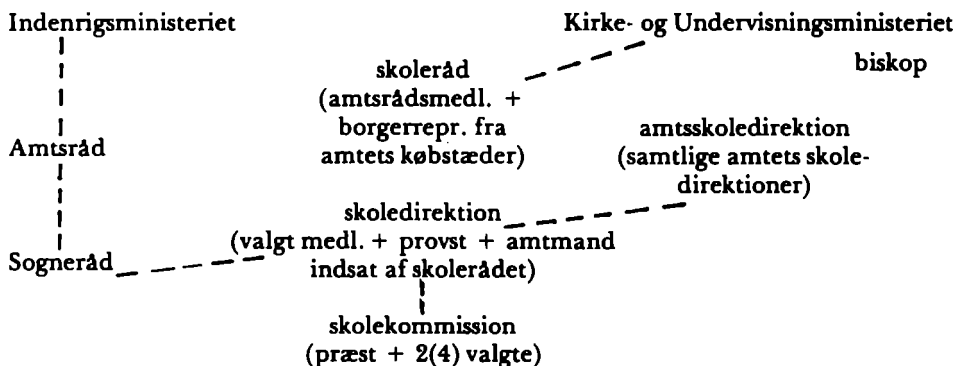 Indenrigsministeriet
Kirke- og Undervisningsministeriet
biskop
skoleråd
(amtsrådsmedl. +
borgerrepr. fra
amtets købstæder)
Amtsråd
amtsskoledirektion
(samtlige amtets skole-
direktioner)
skoledirektion
(valgt medl. + provst + amtmand
indsat af skolerådet)
Sogneråd
skolekommission
(præst + 2(4) valgte)